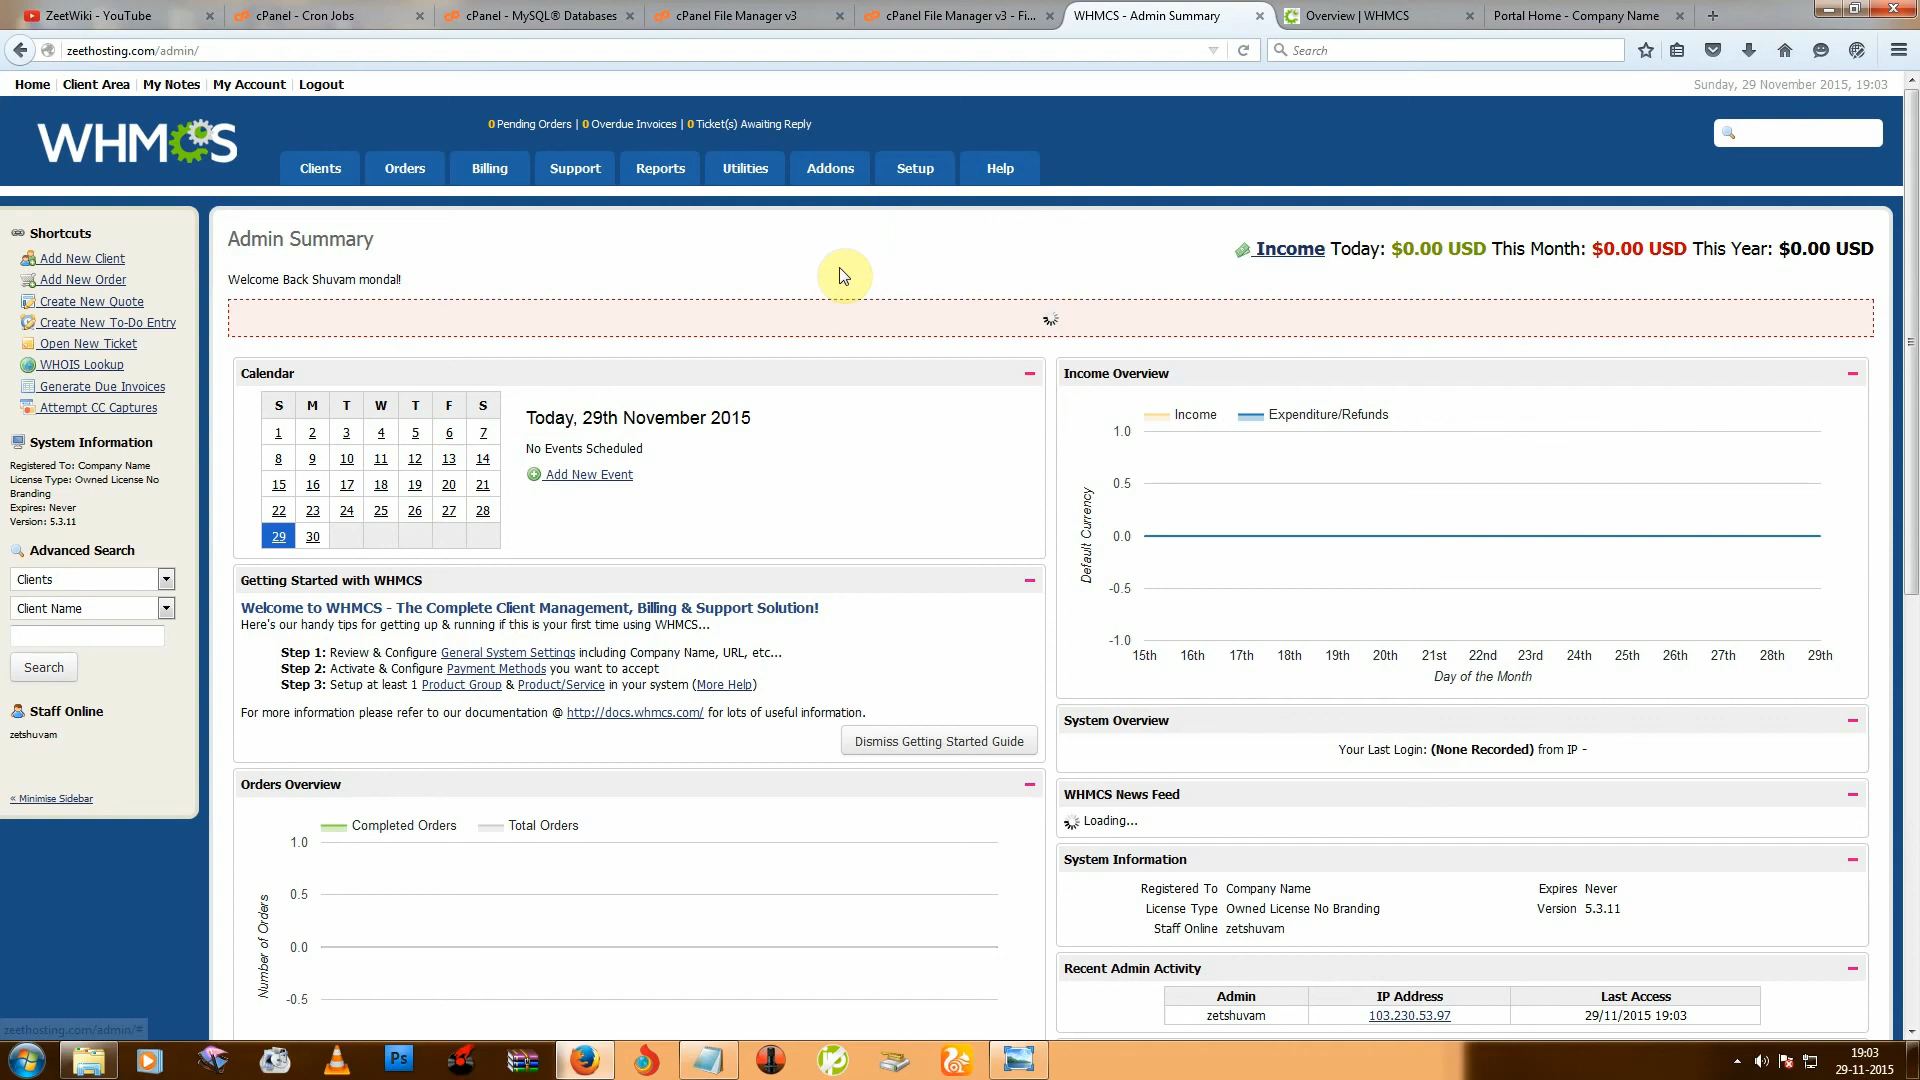 ZeetWiki - YouTube
cPanel - Cron Jobs
cPanel - MySQL® Databases
cPanel File Manager v3
cPanel File Manager v3 - Fi...
WHMCS - Admin Summary
Overview | WHMCS
Portal Home - Company Name
zeethosting.com/admin/
Search
Home
Client Area
My Notes
My Account
Logout
Sunday, 29 November 2015, 19:03
WHMCS
0 Pending Orders | 0 Overdue Invoices | 0 Ticket(s) Awaiting Reply
Clients
Orders
Billing
Support
Reports
Utilities
Addons
Setup
Help
Shortcuts
Add New Client
Add New Order
Create New Quote
Create New To-Do Entry
Open New Ticket
WHOIS Lookup
Generate Due Invoices
Attempt CC Captures
System Information
Registered To: Company Name
License Type: Owned License No
Branding
Expires: Never
Version: 5.3.11
Advanced Search
Clients
Client Name
Search
Staff Online
zetshuvam
« Minimise Sidebar
zeethosting.com/admin/#
Admin Summary
Income Today: $0.00 USD This Month: $0.00 USD This Year: $0.00 USD
Welcome Back Shuvam mondal!
Calendar
S M T W T F S
1 2 3 4 5 6 7
8 9 10 11 12 13 14
15 16 17 18 19 20 21
22 23 24 25 26 27 28
29 30
Today, 29th November 2015
No Events Scheduled
Add New Event
Getting Started with WHMCS
Welcome to WHMCS - The Complete Client Management, Billing & Support Solution!
Here's our handy tips for getting up & running if this is your first time using WHMCS...
Step 1: Review & Configure General System Settings including Company Name, URL, etc...
Step 2: Activate & Configure Payment Methods you want to accept
Step 3: Setup at least 1 Product Group & Product/Service in your system (More Help)
For more information please refer to our documentation @ http://docs.whmcs.com/ for lots of useful information.
Dismiss Getting Started Guide
Orders Overview
Completed Orders
Total Orders
1.0
0.5
0.0
-0.5
Number of Orders
Income Overview
Income
Expenditure/Refunds
1.0
0.5
0.0
-0.5
-1.0
Default Currency
15th 16th 17th 18th 19th 20th 21st 22nd 23rd 24th 25th 26th 27th 28th 29th
Day of the Month
System Overview
Your Last Login: (None Recorded) from IP -
WHMCS News Feed
Loading...
System Information
Registered To Company Name
Expires Never
License Type Owned License No Branding
Version 5.3.11
Staff Online zetshuvam
Recent Admin Activity
Admin IP Address Last Access
zetshuvam 103.230.53.97 29/11/2015 19:03
Ps
19:03
29-11-2015